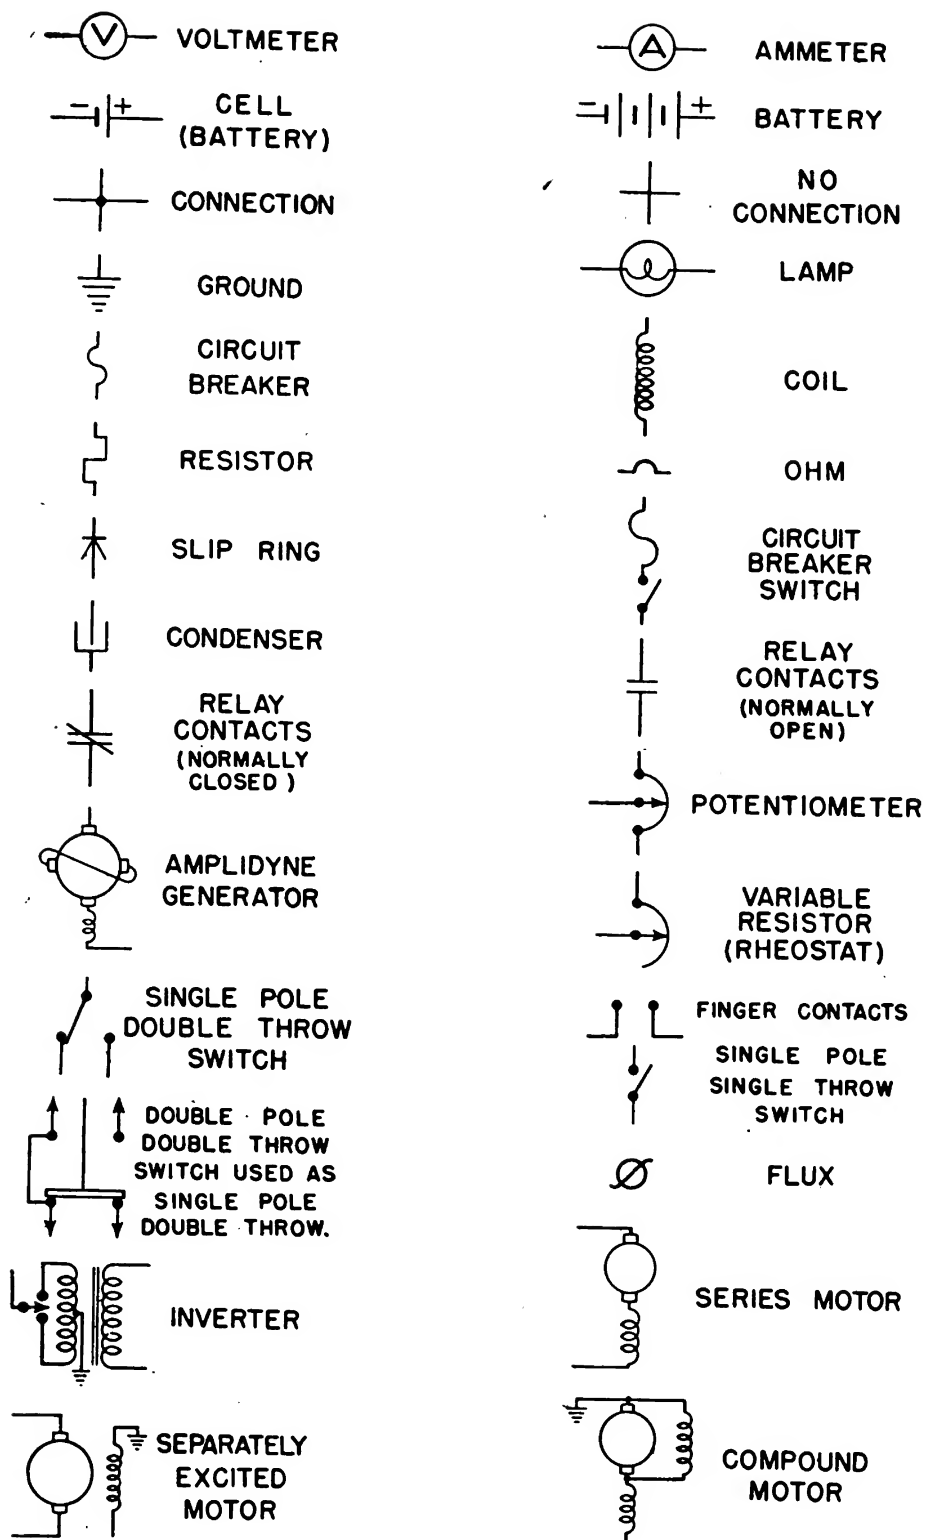 V
VOLTMETER
- +
CELL
(BATTERY)
CONNECTION
GROUND
CIRCUIT
BREAKER
RESISTOR
SLIP RING
CONDENSER
RELAY
CONTACTS
(NORMALLY
CLOSED)
AMPLIDYNE
GENERATOR
SINGLE POLE
DOUBLE THROW
SWITCH
DOUBLE POLE
DOUBLE THROW
SWITCH USED AS
SINGLE POLE
DOUBLE THROW.
INVERTER
SEPARATELY
EXCITED
MOTOR
A
AMMETER
- +
BATTERY
NO
CONNECTION
LAMP
COIL
OHM
CIRCUIT
BREAKER
SWITCH
RELAY
CONTACTS
(NORMALLY
OPEN)
POTENTIOMETER
VARIABLE
RESISTOR
(RHEOSTAT)
FINGER CONTACTS
SINGLE POLE
SINGLE THROW
SWITCH
FLUX
SERIES MOTOR
COMPOUND
MOTOR